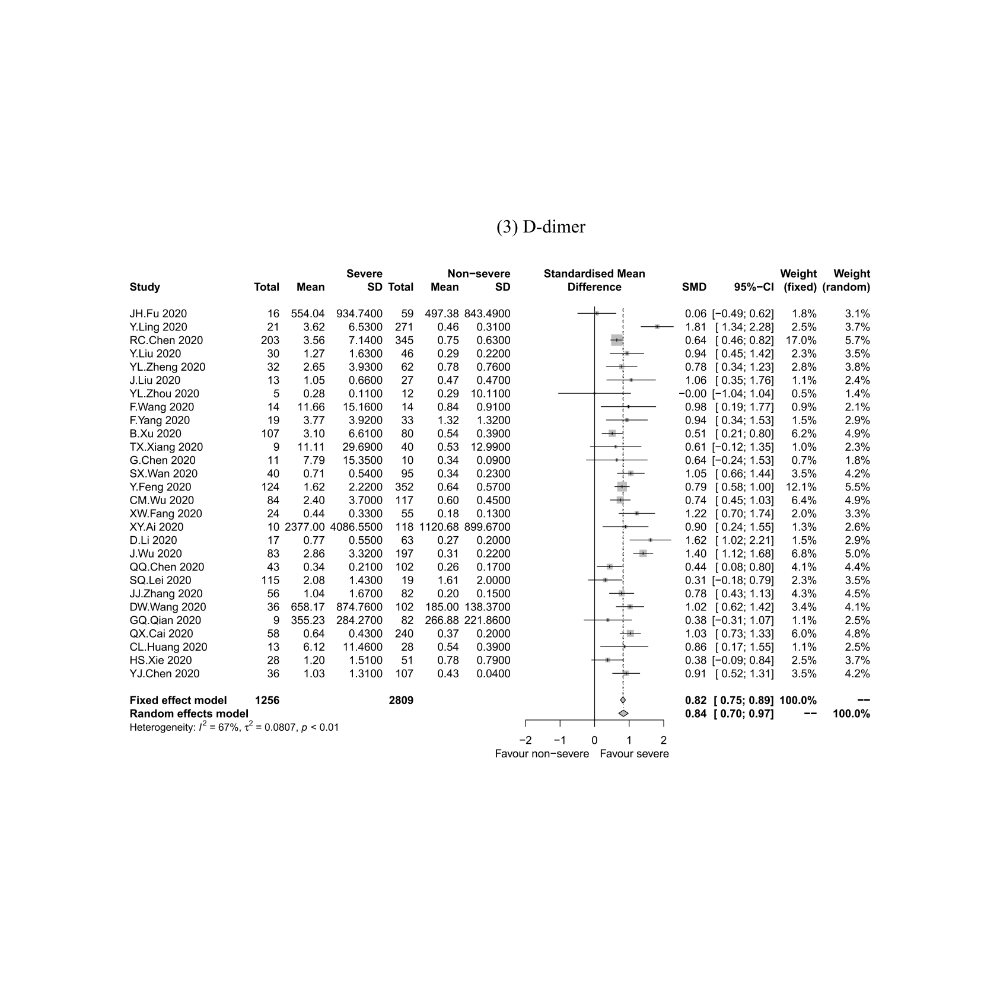 (3) D-dimer
Severe Non−severe Standardised Mean Weight Weight
Study Total Mean SD Total Mean SD Difference SMD 95%−CI (fixed) (random)
JH.Fu 2020 16 554.04 934.7400 59 497.38 843.4900 0.06 [−0.49; 0.62] 1.8% 3.1%
Y.Ling 2020 21 3.62 6.5300 271 0.46 0.3100 1.81 [ 1.34; 2.28] 2.5% 3.7%
RC.Chen 2020 203 3.56 7.1400 345 0.75 0.6300 0.64 [ 0.46; 0.82] 17.0% 5.7%
Y.Liu 2020 30 1.27 1.6300 46 0.29 0.2200 0.94 [ 0.45; 1.42] 2.3% 3.5%
YL.Zheng 2020 32 2.65 3.9300 62 0.78 0.7600 0.78 [ 0.34; 1.23] 2.8% 3.8%
J.Liu 2020 13 1.05 0.6600 27 0.47 0.4700 1.06 [ 0.35; 1.76] 1.1% 2.4%
YL.Zhou 2020 5 0.28 0.1100 12 0.29 10.1100 −0.00 [−1.04; 1.04] 0.5% 1.4%
F.Wang 2020 14 11.66 15.1600 14 0.84 0.9100 0.98 [ 0.19; 1.77] 0.9% 2.1%
F.Yang 2020 19 3.77 3.9200 33 1.32 1.3200 0.94 [ 0.34; 1.53] 1.5% 2.9%
B.Xu 2020 107 3.10 6.6100 80 0.54 0.3900 0.51 [ 0.21; 0.80] 6.2% 4.9%
TX.Xiang 2020 9 11.11 29.6900 40 0.53 12.9900 0.61 [−0.12; 1.35] 1.0% 2.3%
G.Chen 2020 11 7.79 15.3500 10 0.34 0.0900 0.64 [−0.24; 1.53] 0.7% 1.8%
SX.Wan 2020 40 0.71 0.5400 95 0.34 0.2300 1.05 [ 0.66; 1.44] 3.5% 4.2%
Y.Feng 2020 124 1.62 2.2200 352 0.64 0.5700 0.79 [ 0.58; 1.00] 12.1% 5.5%
CM.Wu 2020 84 2.40 3.7000 117 0.60 0.4500 0.74 [ 0.45; 1.03] 6.4% 4.9%
XW.Fang 2020 24 0.44 0.3300 55 0.18 0.1300 1.22 [ 0.70; 1.74] 2.0% 3.3%
XY.Ai 2020 10 2377.00 4086.5500 118 1120.68 899.6700 0.90 [ 0.24; 1.55] 1.3% 2.6%
D.Li 2020 17 0.77 0.5500 63 0.27 0.2000 1.62 [ 1.02; 2.21] 1.5% 2.9%
J.Wu 2020 83 2.86 3.3200 197 0.31 0.2200 1.40 [ 1.12; 1.68] 6.8% 5.0%
QQ.Chen 2020 43 0.34 0.2100 102 0.26 0.1700 0.44 [ 0.08; 0.80] 4.1% 4.4%
SQ.Lei 2020 115 2.08 1.4300 19 1.61 2.0000 0.31 [−0.18; 0.79] 2.3% 3.5%
JJ.Zhang 2020 56 1.04 1.6700 82 0.20 0.1500 0.78 [ 0.43; 1.13] 4.3% 4.5%
DW.Wang 2020 36 658.17 874.7600 102 185.00 138.3700 1.02 [ 0.62; 1.42] 3.4% 4.1%
GQ.Qian 2020 9 355.23 284.2700 82 266.88 221.8600 0.38 [−0.31; 1.07] 1.1% 2.5%
QX.Cai 2020 58 0.64 0.4300 240 0.37 0.2000 1.03 [ 0.73; 1.33] 6.0% 4.8%
CL.Huang 2020 13 6.12 11.4600 28 0.54 0.3900 0.86 [ 0.17; 1.55] 1.1% 2.5%
HS.Xie 2020 28 1.20 1.5100 51 0.78 0.7900 0.38 [−0.09; 0.84] 2.5% 3.7%
YJ.Chen 2020 36 1.03 1.3100 107 0.43 0.0400 0.91 [ 0.52; 1.31] 3.5% 4.2%
Fixed effect model 1256 2809 0.82 [ 0.75; 0.89] 100.0% −−
Random effects model 0.84 [ 0.70; 0.97] −− 100.0%
Heterogeneity: I² = 67%, τ² = 0.0807, p < 0.01
−2 −1 0 1 2
Favour non−severe Favour severe